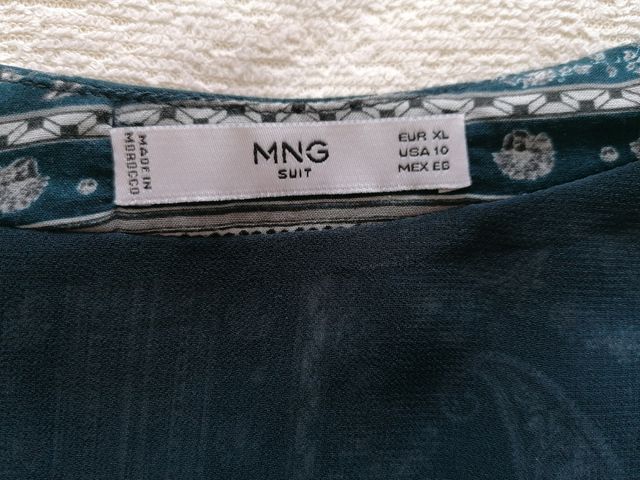 MADE IN
MOROCCO
MNG
SUIT
EUR XL
USA 10
MEX EG